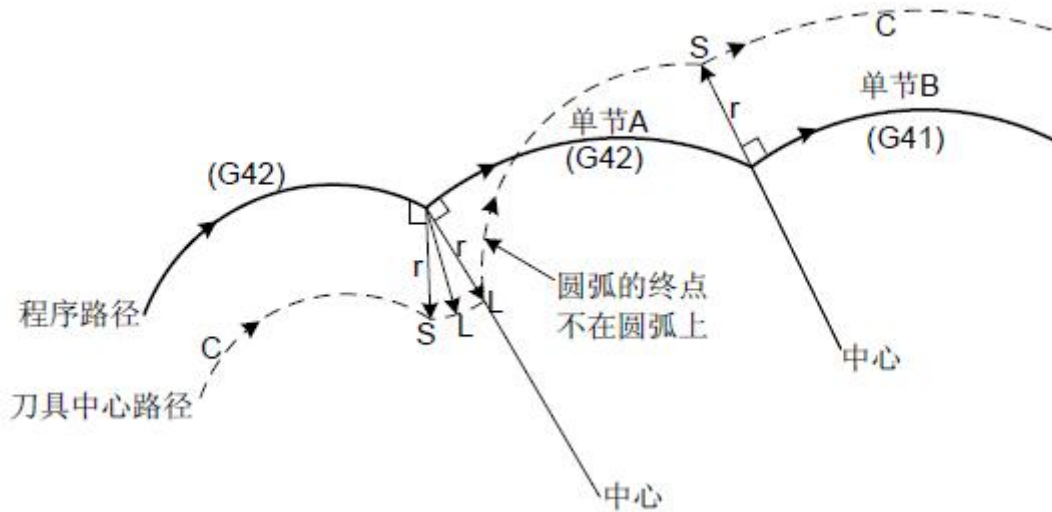 C
S
单节B
r
单节A
(G42)
(G41)
(G42)
r
r
圆弧的终点
不在圆弧上
程序路径
S
L
L
C
中心
刀具中心路径
中心